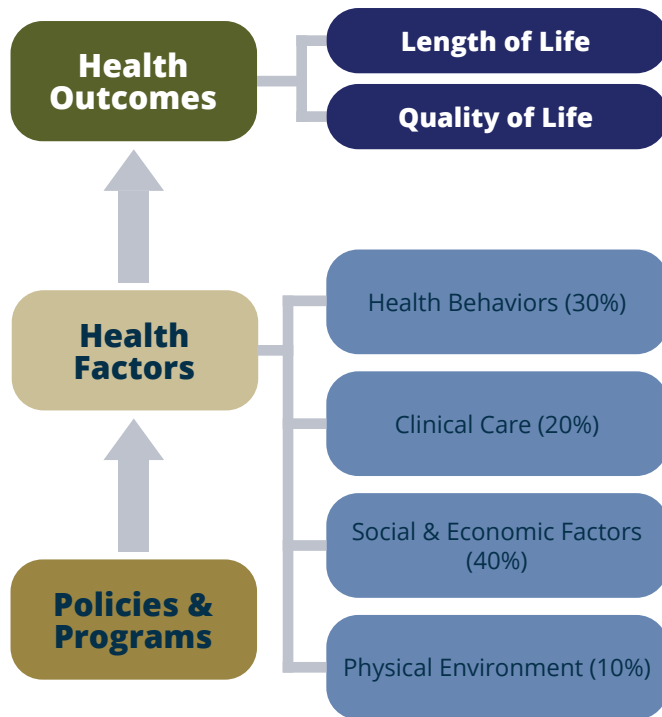 Health
Outcomes
Length of Life
Quality of Life
Health
Factors
Health Behaviors (30%)
Clinical Care (20%)
Social & Economic Factors
(40%)
Physical Environment (10%)
Policies &
Programs